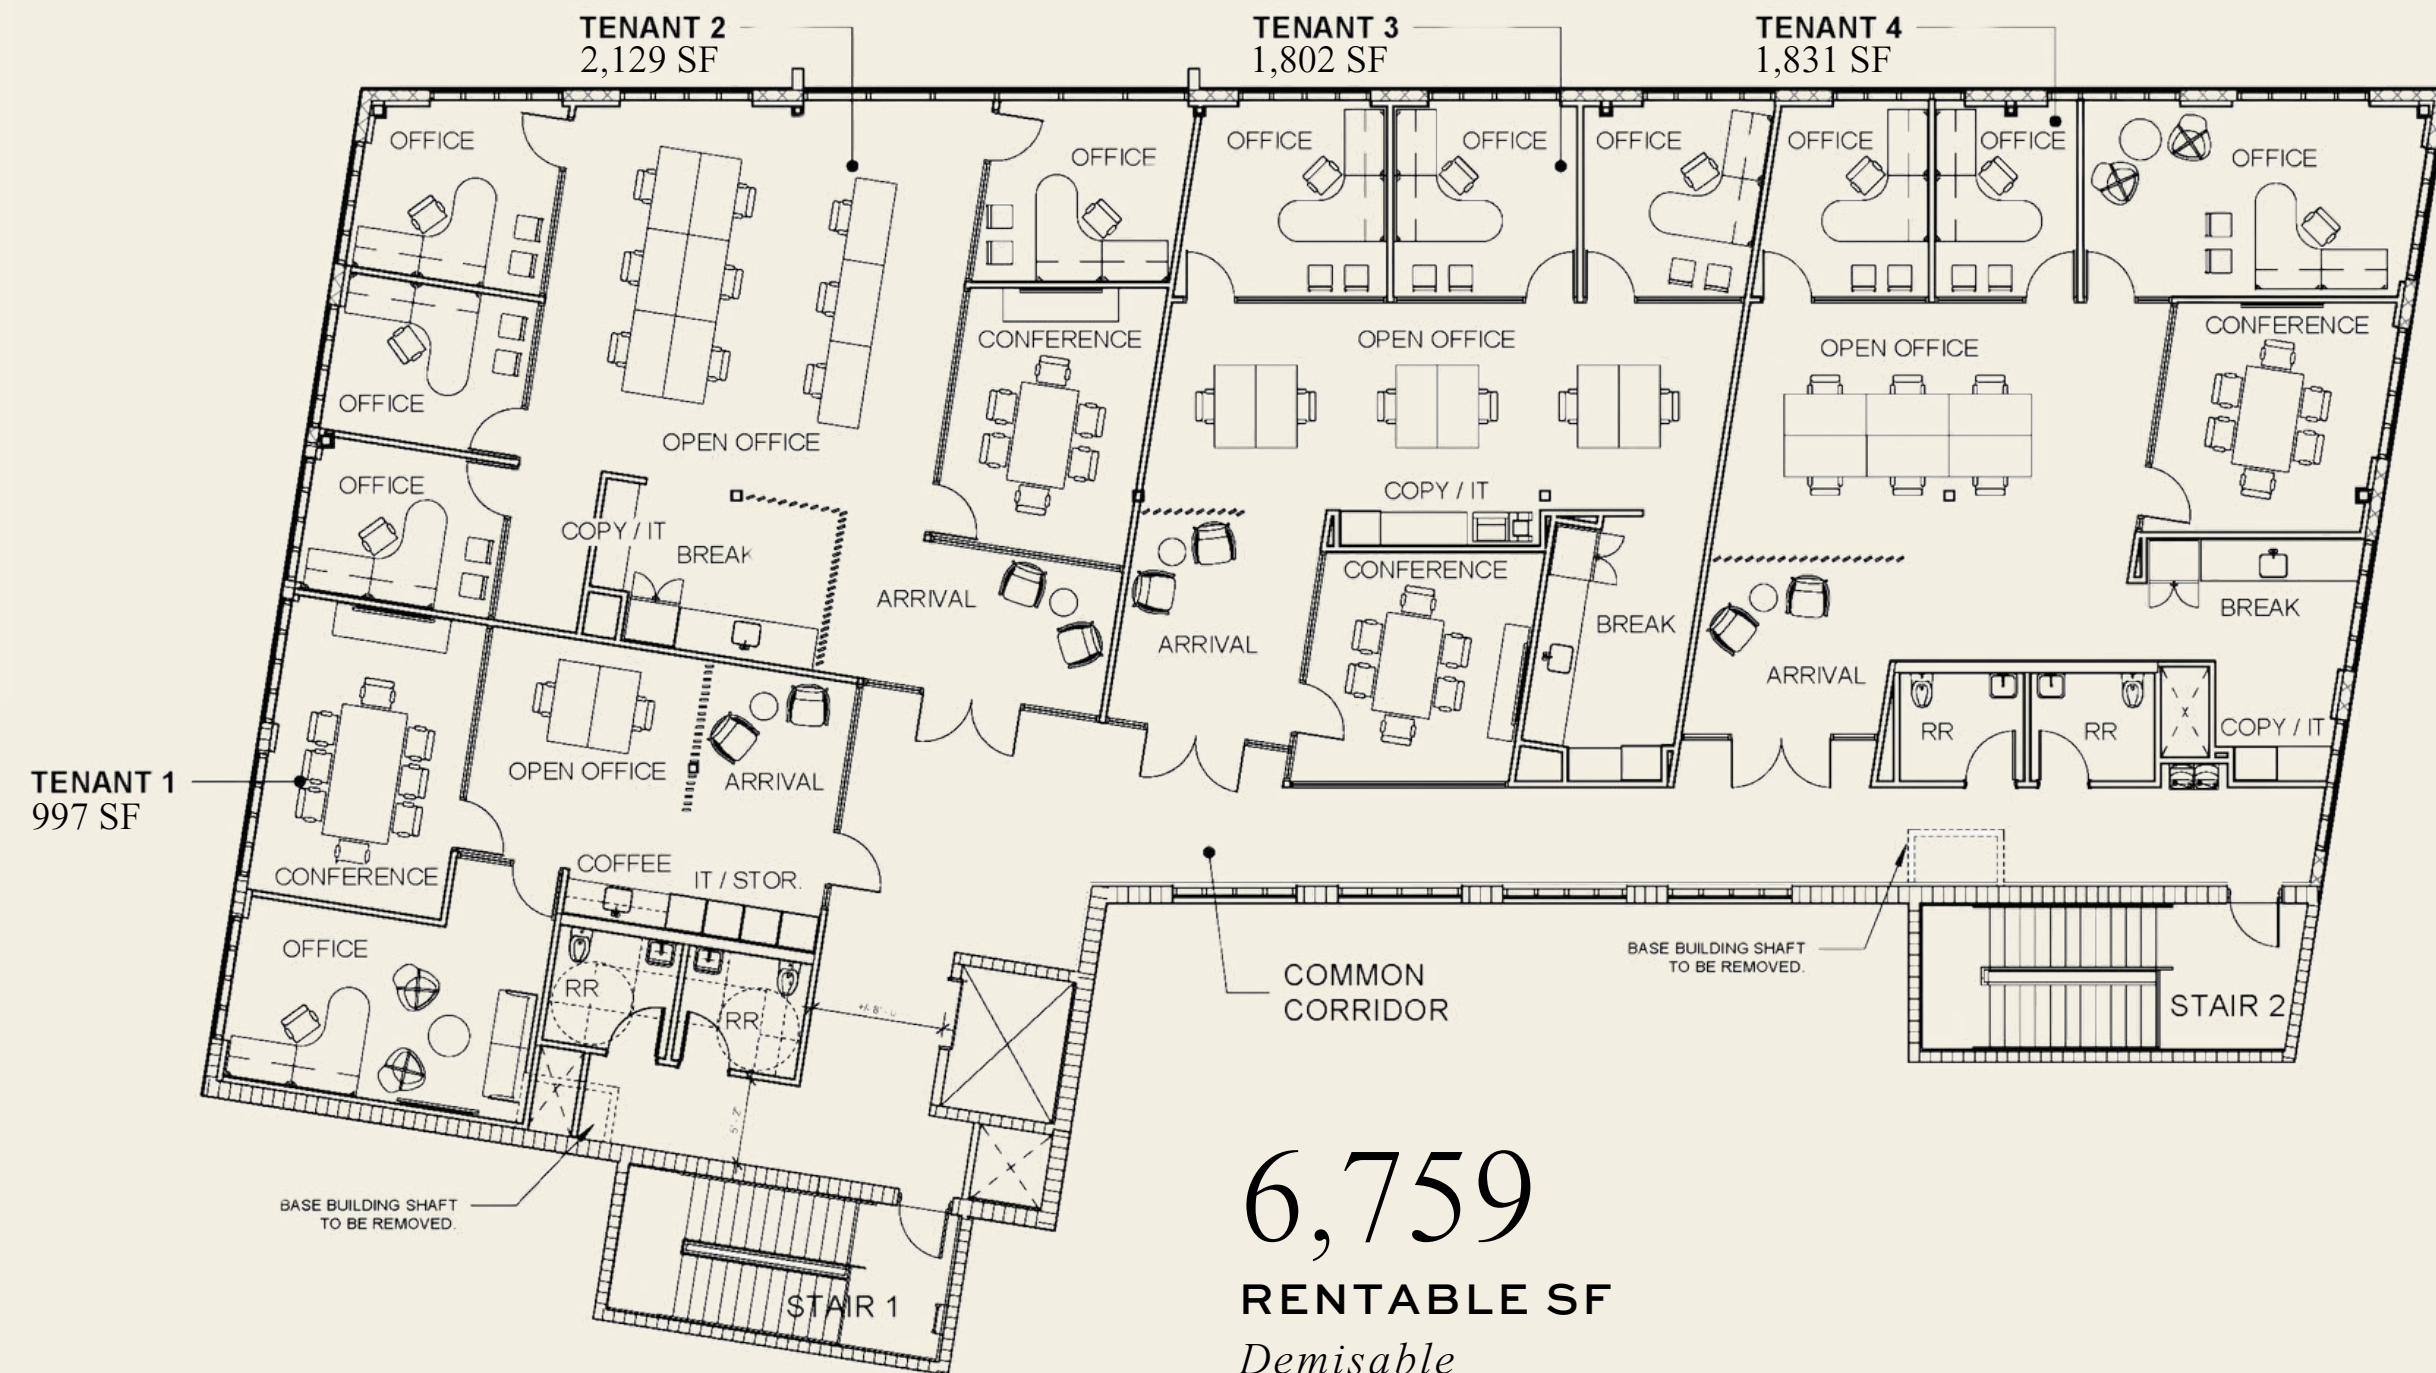 TENANT 2
2,129 SF
TENANT 3
1,802 SF
TENANT 4
1,831 SF
OFFICE
OFFICE
OFFICE
OFFICE
OFFICE
OFFICE
OFFICE
OFFICE
CONFERENCE
OPEN OFFICE
OPEN OFFICE
CONFERENCE
OFFICE
OPEN OFFICE
OFFICE
COPY / IT
COPY / IT
BREAK
ARRIVAL
CONFERENCE
BREAK
BREAK
ARRIVAL
ARRIVAL
RR
RR
COPY / IT
TENANT 1
997 SF
OPEN OFFICE
ARRIVAL
COFFEE
IT / STOR.
CONFERENCE
OFFICE
RR
RR
+/- 8'-0
5'-2"
COMMON
CORRIDOR
BASE BUILDING SHAFT
TO BE REMOVED.
STAIR 2
BASE BUILDING SHAFT
TO BE REMOVED.
STAIR 1
6,759
RENTABLE SF
Demisable